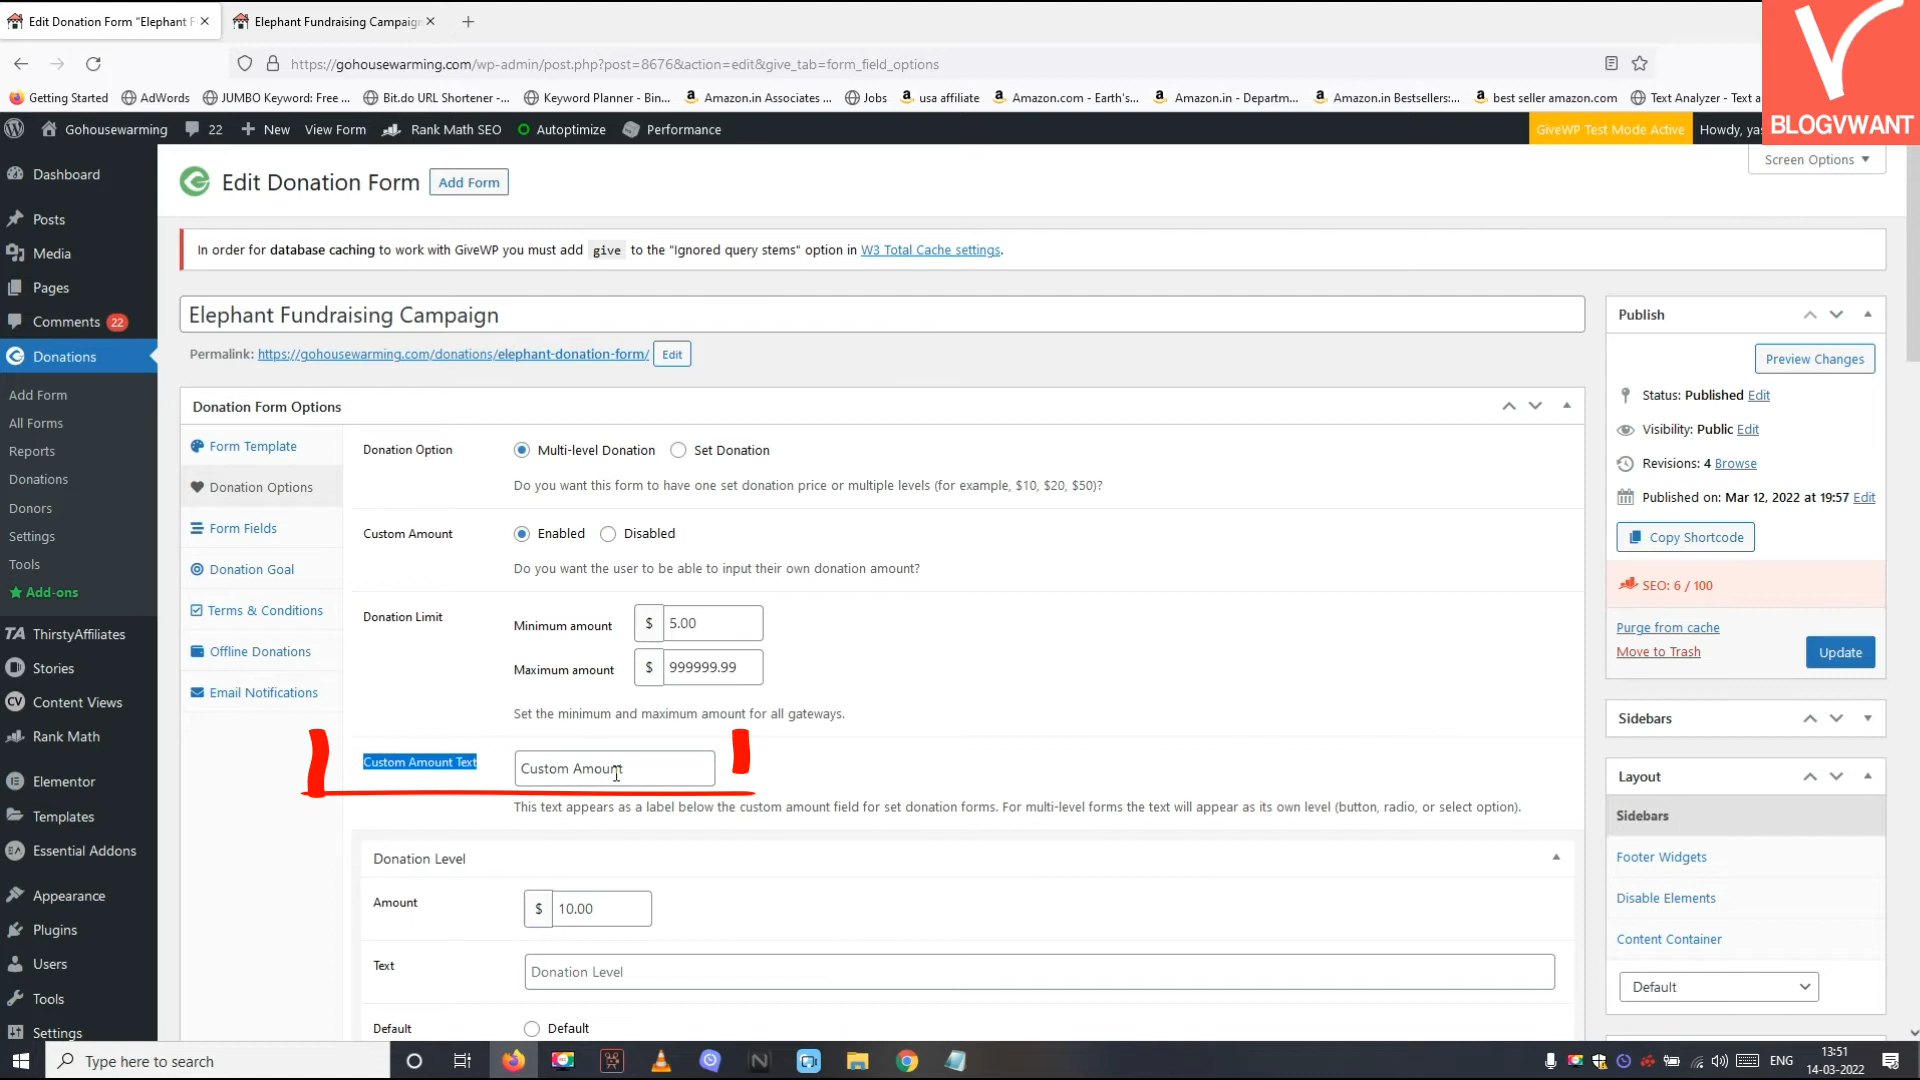 Edit Donation Form "Elephant F
Elephant Fundraising Campaign
https://gohousewarming.com/wp-admin/post.php?post=8676&action=edit&give_tab=form_field_options
Getting Started
AdWords
JUMBO Keyword: Free ...
Bit.do URL Shortener -...
Keyword Planner - Bin...
Amazon.in Associates ...
Jobs
usa affiliate
Amazon.com - Earth's...
Amazon.in - Departm...
Amazon.in Bestsellers:...
best seller amazon.com
Text Analyzer - Text a
BLOGVWANT
Gohousewarming
22
New
View Form
Rank Math SEO
Autoptimize
Performance
GiveWP Test Mode Active
Howdy, yas
Screen Options
Dashboard
Posts
Media
Pages
Comments 22
Donations
Add Form
All Forms
Reports
Donations
Donors
Settings
Tools
Add-ons
ThirstyAffiliates
Stories
Content Views
Rank Math
Elementor
Templates
Essential Addons
Appearance
Plugins
Users
Tools
Settings
Edit Donation Form
Add Form
In order for database caching to work with GiveWP you must add give to the "Ignored query stems" option in W3 Total Cache settings.
Elephant Fundraising Campaign
Permalink: https://gohousewarming.com/donations/elephant-donation-form/ Edit
Donation Form Options
Form Template
Donation Options
Form Fields
Donation Goal
Terms & Conditions
Offline Donations
Email Notifications
Donation Option
Multi-level Donation
Set Donation
Do you want this form to have one set donation price or multiple levels (for example, $10, $20, $50)?
Custom Amount
Enabled
Disabled
Do you want the user to be able to input their own donation amount?
Donation Limit
Minimum amount
$ 5.00
Maximum amount
$ 999999.99
Set the minimum and maximum amount for all gateways.
Custom Amount Text
Custom Amount
This text appears as a label below the custom amount field for set donation forms. For multi-level forms the text will appear as its own level (button, radio, or select option).
Donation Level
Amount
$ 10.00
Text
Donation Level
Default
Default
Publish
Preview Changes
Status: Published Edit
Visibility: Public Edit
Revisions: 4 Browse
Published on: Mar 12, 2022 at 19:57 Edit
Copy Shortcode
SEO: 6 / 100
Purge from cache
Move to Trash
Update
Sidebars
Layout
Sidebars
Footer Widgets
Disable Elements
Content Container
Default
Type here to search
ENG
13:51
14-03-2022